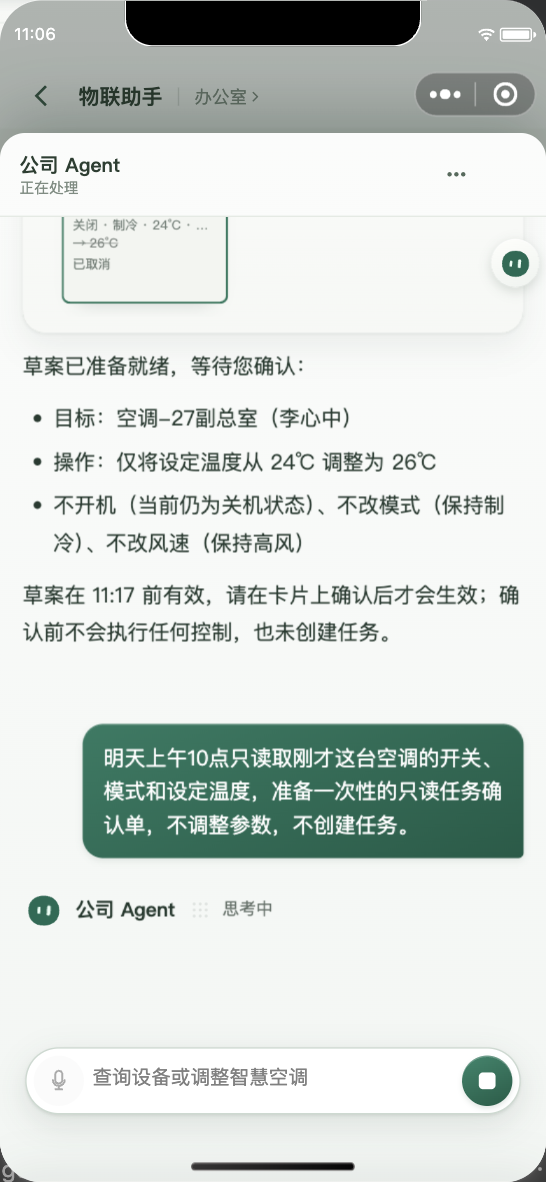 11:06
物联助手
办公室
公司 Agent
正在处理
关闭 · 制冷 · 24℃ · ...
→ 26℃
已取消
草案已准备就绪，等待您确认：
• 目标：空调-27副总室（李心中）
• 操作：仅将设定温度从 24℃ 调整为 26℃
• 不开机（当前仍为关机状态）、不改模式（保持制
冷）、不改风速（保持高风）
草案在 11:17 前有效，请在卡片上确认后才会生效；确
认前不会执行任何控制，也未创建任务。
明天上午10点只读取刚才这台空调的开关、
模式和设定温度，准备一次性的只读任务确
认单，不调整参数，不创建任务。
公司 Agent
思考中
查询设备或调整智慧空调